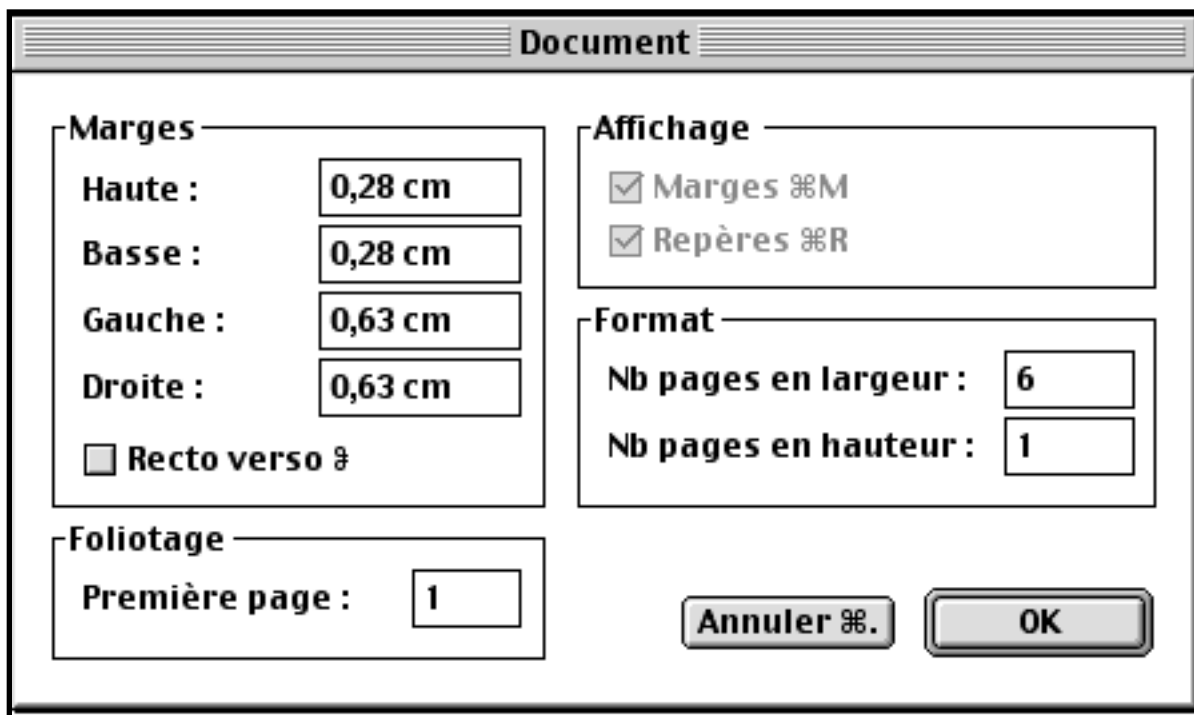 Document
Marges
Haute : 0,28 cm
Basse : 0,28 cm
Gauche : 0,63 cm
Droite : 0,63 cm
Recto verso
Foliotage
Première page : 1
Affichage
Marges ⌘M
Repères ⌘R
Format
Nb pages en largeur : 6
Nb pages en hauteur : 1
Annuler ⌘.
OK